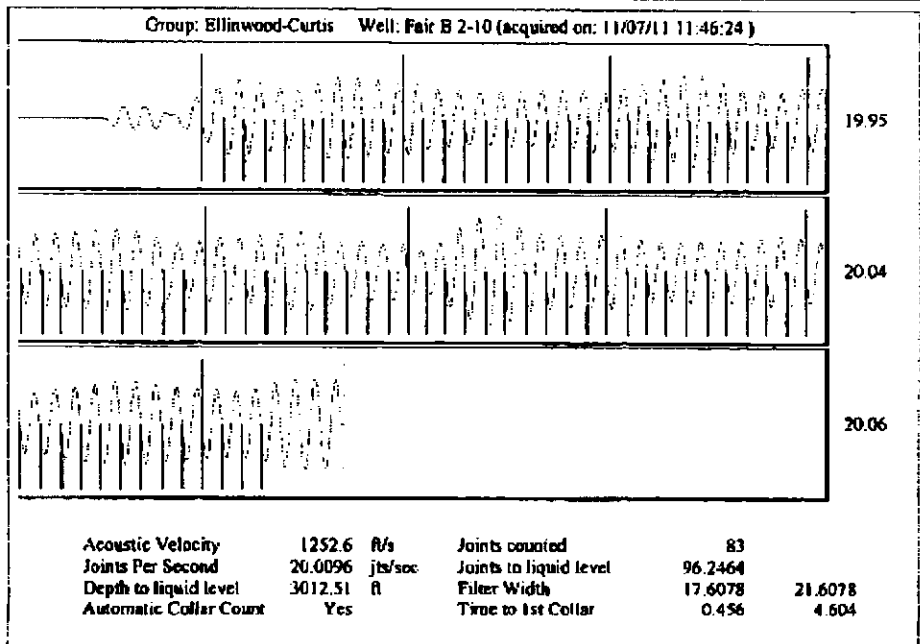 Group: Ellinwood-Curtis Well: Fair B 2-10 (acquired on: 11/07/11 11:46:24 )
19.95
20.04
20.06
Acoustic Velocity 1252.6 ft/s Joints counted 83
Joints Per Second 20.0096 jts/sec Joints to liquid level 96.2464
Depth to liquid level 3012.51 ft Filter Width 17.6078 21.6078
Automatic Collar Count Yes Time to 1st Collar 0.456 4.604